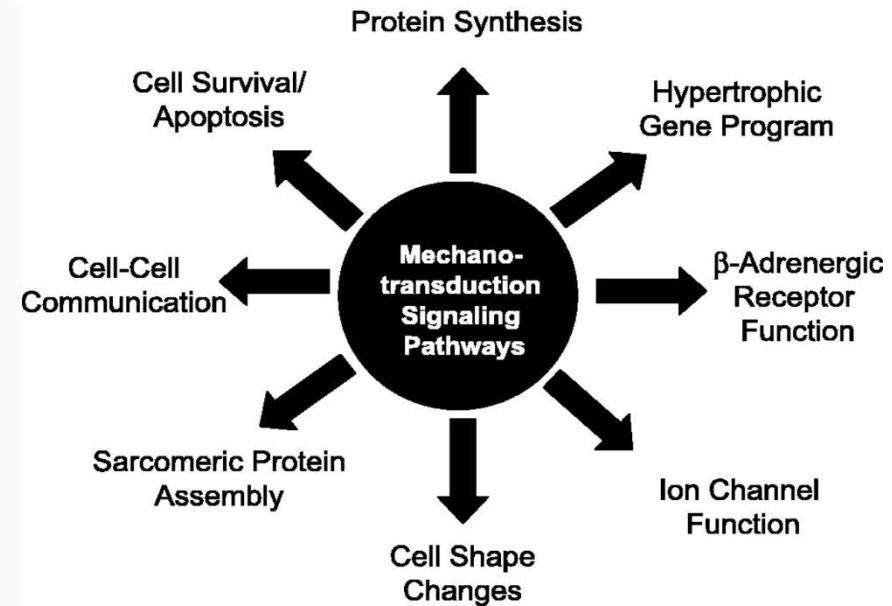 Protein Synthesis
Cell Survival/
Apoptosis
Hypertrophic
Gene Program
Mechano-
transduction
Signaling
Pathways
Cell-Cell
Communication
β-Adrenergic
Receptor
Function
Sarcomeric Protein
Assembly
Ion Channel
Function
Cell Shape
Changes